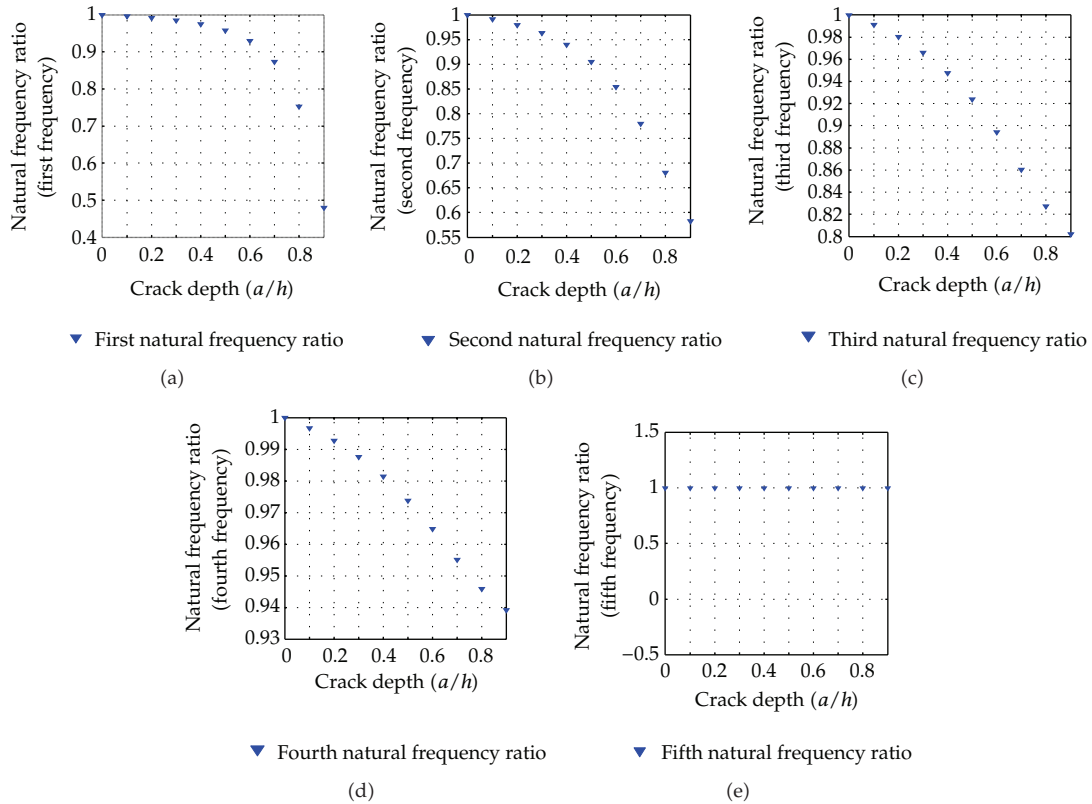 1
0.9
0.8
0.7
0.6
0.5
0.4
Natural frequency ratio
(first frequency)
0 0.2 0.4 0.6 0.8
Crack depth (a/h)
First natural frequency ratio
(a)
1
0.95
0.9
0.85
0.8
0.75
0.7
0.65
0.6
0.55
Natural frequency ratio
(second frequency)
0 0.2 0.4 0.6 0.8
Crack depth (a/h)
Second natural frequency ratio
(b)
1
0.98
0.96
0.94
0.92
0.9
0.88
0.86
0.84
0.82
0.8
Natural frequency ratio
(third frequency)
0 0.2 0.4 0.6 0.8
Crack depth (a/h)
Third natural frequency ratio
(c)
1
0.99
0.98
0.97
0.96
0.95
0.94
0.93
Natural frequency ratio
(fourth frequency)
0 0.2 0.4 0.6 0.8
Crack depth (a/h)
Fourth natural frequency ratio
(d)
1.5
1
0.5
0
−0.5
Natural frequency ratio
(fifth frequency)
0 0.2 0.4 0.6 0.8
Crack depth (a/h)
Fifth natural frequency ratio
(e)